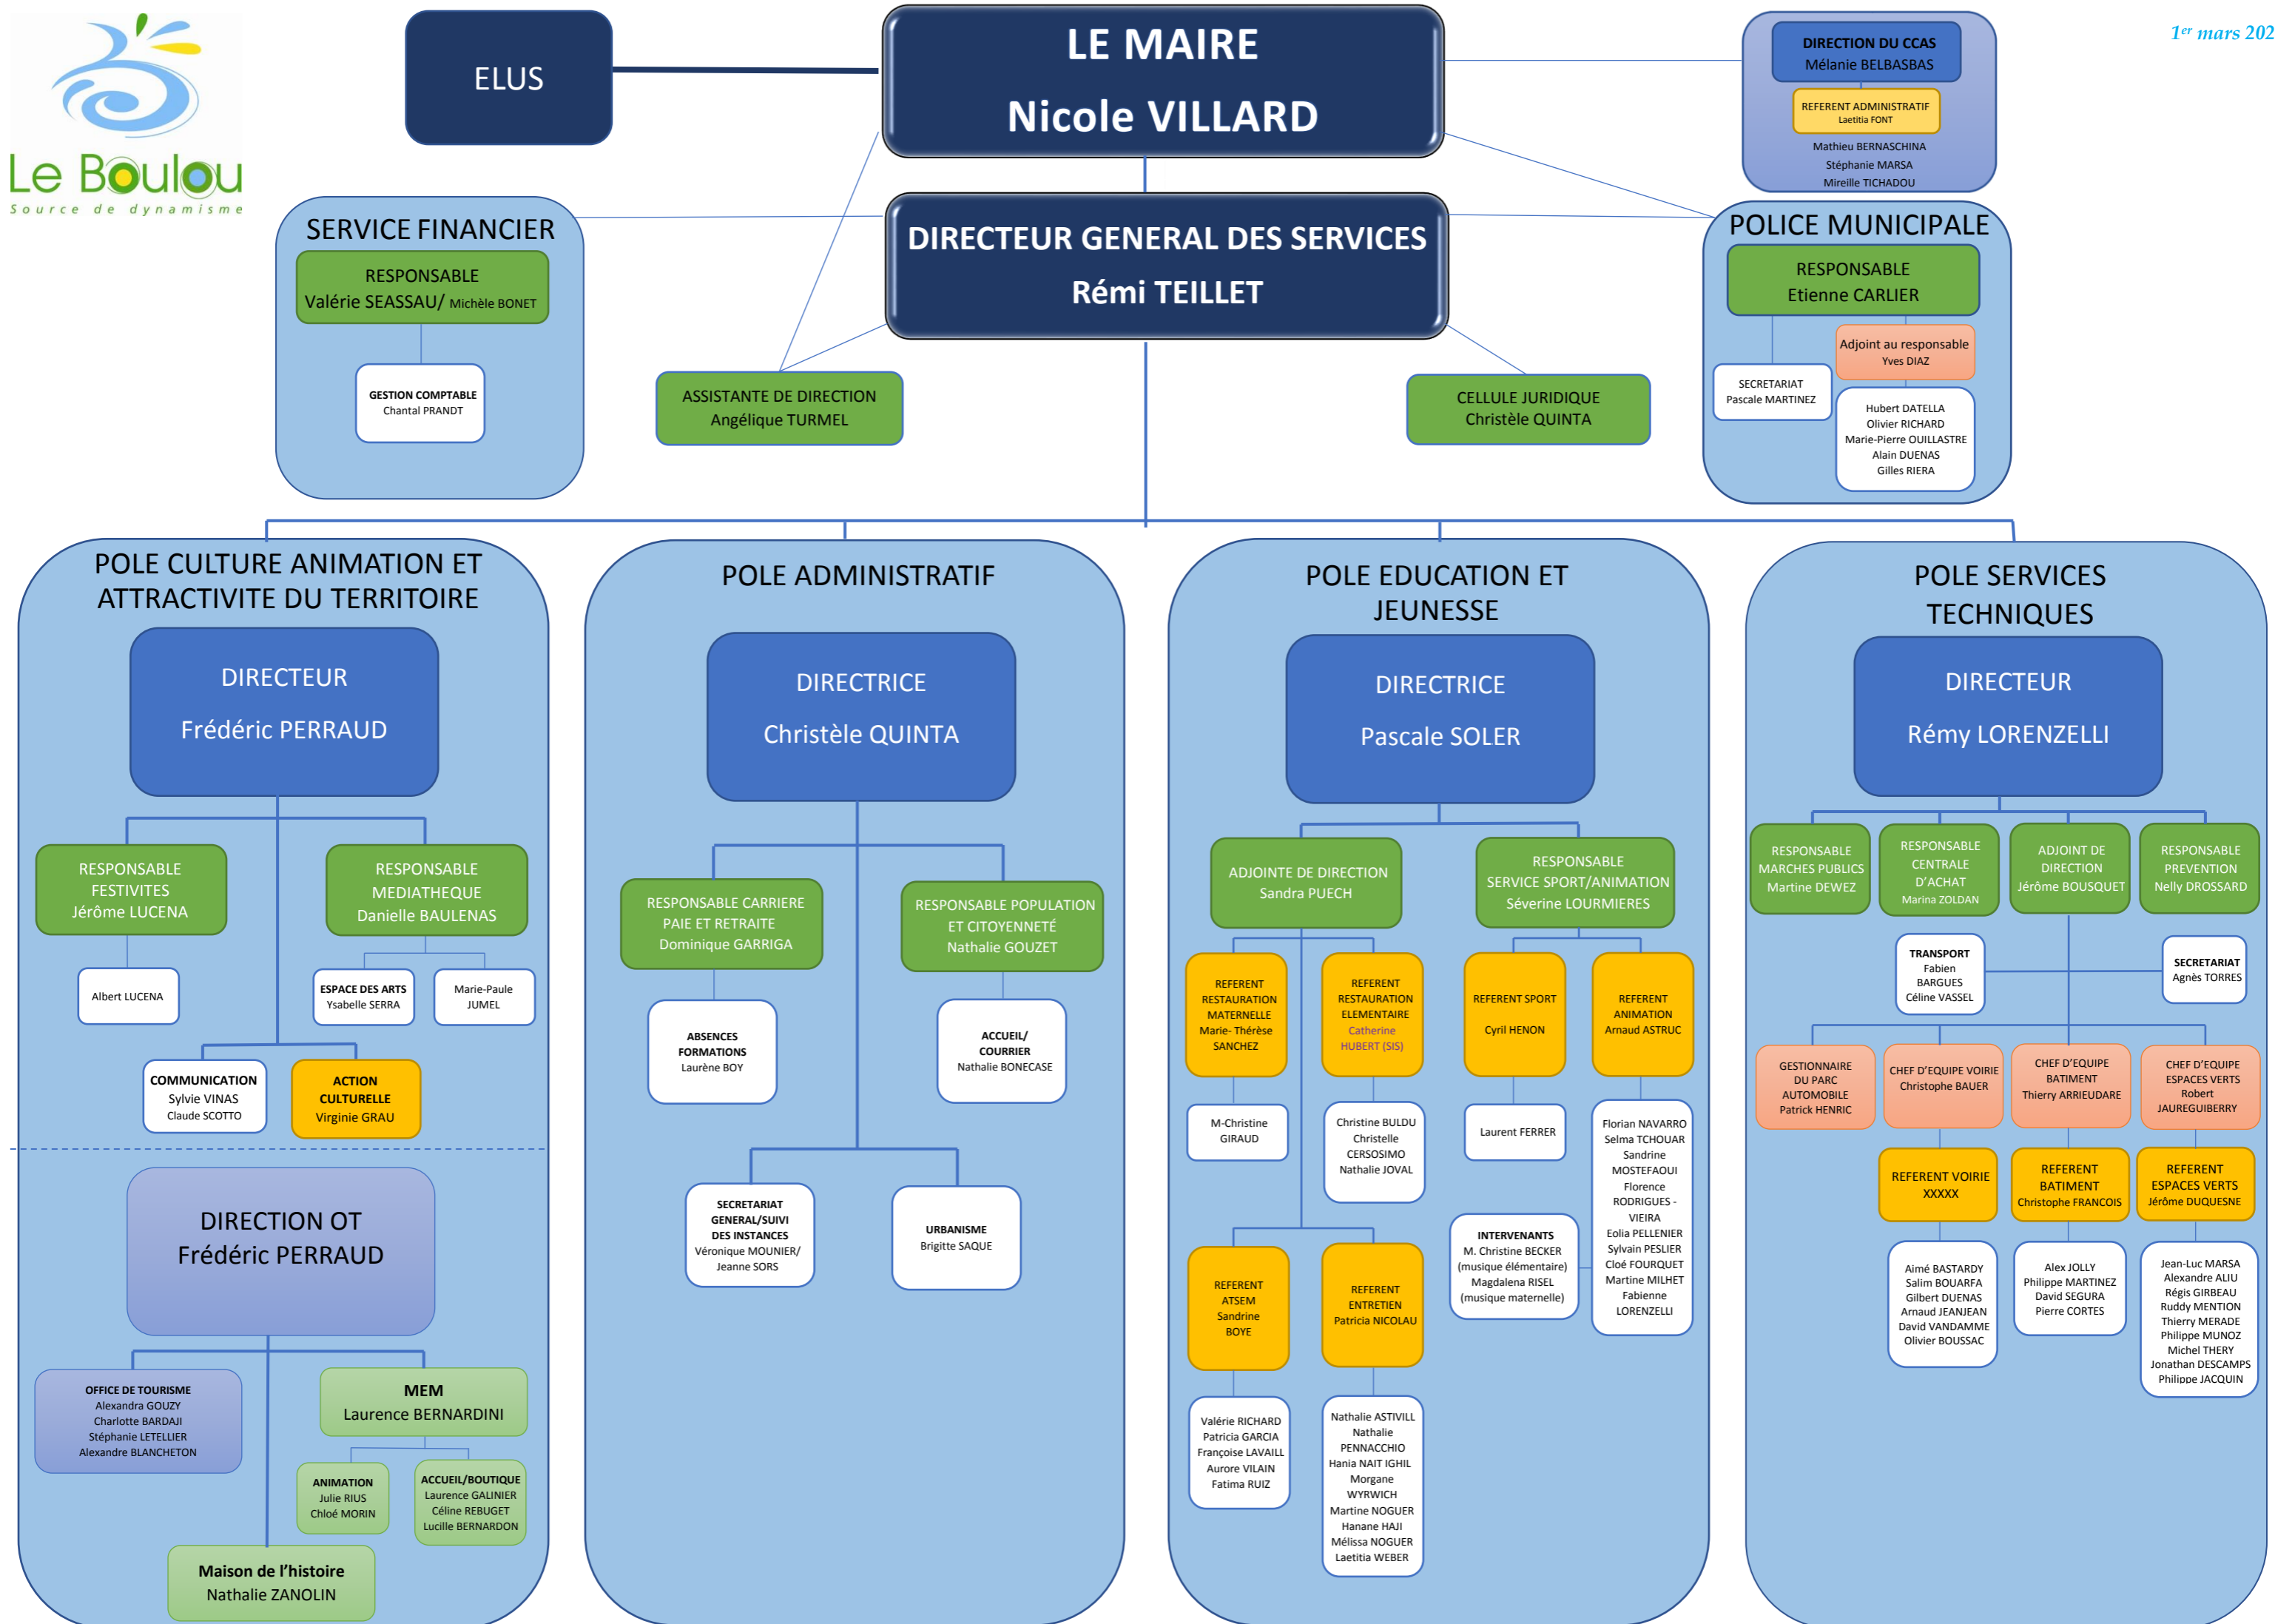 Le Boulou
Source de dynamisme
ELUS
LE MAIRE
Nicole VILLARD
DIRECTION DU CCAS
Mélanie BELBASBAS
REFERENT ADMINISTRATIF
Laetitia FONT
Mathieu BERNASCHINA
Stéphanie MARSA
Mireille TICHADOU
1er mars 202
SERVICE FINANCIER
RESPONSABLE
Valérie SEASSAU/ Michèle BONET
GESTION COMPTABLE
Chantal PRANDT
DIRECTEUR GENERAL DES SERVICES
Rémi TEILLET
ASSISTANTE DE DIRECTION
Angélique TURMEL
CELLULE JURIDIQUE
Christèle QUINTA
POLICE MUNICIPALE
RESPONSABLE
Etienne CARLIER
Adjoint au responsable
Yves DIAZ
SECRETARIAT
Pascale MARTINEZ
Hubert DATELLA
Olivier RICHARD
Marie-Pierre OUILLASTRE
Alain DUENAS
Gilles RIERA
POLE CULTURE ANIMATION ET
ATTRACTIVITE DU TERRITOIRE
DIRECTEUR
Frédéric PERRAUD
RESPONSABLE
FESTIVITES
Jérôme LUCENA
RESPONSABLE
MEDIATHEQUE
Danielle BAULENAS
Albert LUCENA
ESPACE DES ARTS
Ysabelle SERRA
Marie-Paule
JUMEL
COMMUNICATION
Sylvie VINAS
Claude SCOTTO
ACTION
CULTURELLE
Virginie GRAU
DIRECTION OT
Frédéric PERRAUD
OFFICE DE TOURISME
Alexandra GOUZY
Charlotte BARDAJI
Stéphanie LETELLIER
Alexandre BLANCHETON
MEM
Laurence BERNARDINI
ANIMATION
Julie RIUS
Chloé MORIN
ACCUEIL/BOUTIQUE
Laurence GALINIER
Céline REBUGET
Lucille BERNARDON
Maison de l'histoire
Nathalie ZANOLIN
POLE ADMINISTRATIF
DIRECTRICE
Christèle QUINTA
RESPONSABLE CARRIERE
PAIE ET RETRAITE
Dominique GARRIGA
RESPONSABLE POPULATION
ET CITOYENNETÉ
Nathalie GOUZET
ABSENCES
FORMATIONS
Laurène BOY
ACCUEIL/
COURRIER
Nathalie BONECASE
SECRETARIAT
GENERAL/SUIVI
DES INSTANCES
Véronique MOUNIER/
Jeanne SORS
URBANISME
Brigitte SAQUE
POLE EDUCATION ET
JEUNESSE
DIRECTRICE
Pascale SOLER
ADJOINTE DE DIRECTION
Sandra PUECH
RESPONSABLE
SERVICE SPORT/ANIMATION
Séverine LOURMIERES
REFERENT
RESTAURATION
MATERNELLE
Marie- Thérèse
SANCHEZ
REFERENT
RESTAURATION
ELEMENTAIRE
Catherine
HUBERT (SIS)
REFERENT SPORT
Cyril HENON
REFERENT
ANIMATION
Arnaud ASTRUC
M-Christine
GIRAUD
Christine BULDU
Christelle
CERSOSIMO
Nathalie JOVAL
Laurent FERRER
Florian NAVARRO
Selma TCHOUAR
Sandrine
MOSTEFAOUI
Florence
RODRIGUES -
VIEIRA
Eolia PELLENIER
Sylvain PESLIER
Cloé FOURQUET
Martine MILHET
Fabienne
LORENZELLI
INTERVENANTS
M. Christine BECKER
(musique élémentaire)
Magdalena RISEL
(musique maternelle)
REFERENT
ATSEM
Sandrine
BOYE
REFERENT
ENTRETIEN
Patricia NICOLAU
Valérie RICHARD
Patricia GARCIA
Françoise LAVAILL
Aurore VILAIN
Fatima RUIZ
Nathalie ASTIVILL
Nathalie
PENNACCHIO
Hania NAIT IGHIL
Morgane
WYRWICH
Martine NOGUER
Hanane HAJI
Mélissa NOGUER
Laetitia WEBER
POLE SERVICES
TECHNIQUES
DIRECTEUR
Rémy LORENZELLI
RESPONSABLE
MARCHES PUBLICS
Martine DEWEZ
RESPONSABLE
CENTRALE
D'ACHAT
Marina ZOLDAN
ADJOINT DE
DIRECTION
Jérôme BOUSQUET
RESPONSABLE
PREVENTION
Nelly DROSSARD
TRANSPORT
Fabien
BARGUES
Céline VASSEL
SECRETARIAT
Agnès TORRES
GESTIONNAIRE
DU PARC
AUTOMOBILE
Patrick HENRIC
CHEF D'EQUIPE VOIRIE
Christophe BAUER
CHEF D'EQUIPE
BATIMENT
Thierry ARRIEUDARE
CHEF D'EQUIPE
ESPACES VERTS
Robert
JAUREGUIBERRY
REFERENT VOIRIE
XXXXX
REFERENT
BATIMENT
Christophe FRANCOIS
REFERENT
ESPACES VERTS
Jérôme DUQUESNE
Aimé BASTARDY
Salim BOUARFA
Gilbert DUENAS
Arnaud JEANJEAN
David VANDAMME
Olivier BOUSSAC
Alex JOLLY
Philippe MARTINEZ
David SEGURA
Pierre CORTES
Jean-Luc MARSA
Alexandre ALIU
Régis GIRBEAU
Ruddy MENTION
Thierry MERADE
Philippe MUNOZ
Michel THERY
Jonathan DESCAMPS
Philippe JACQUIN